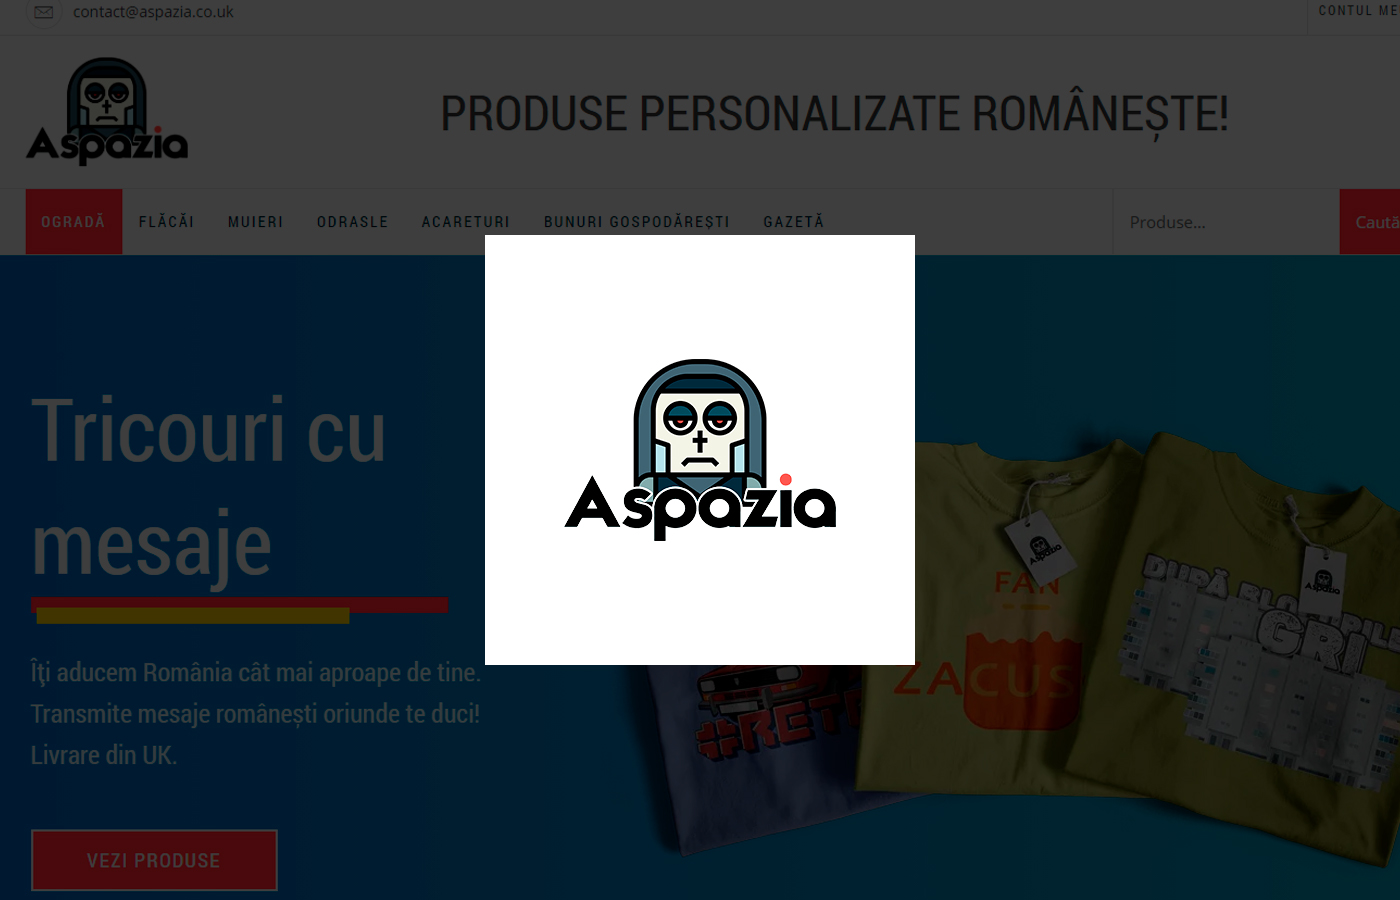 contact@aspazia.co.uk
CONTUL ME
Aspazia
PRODUSE PERSONALIZATE ROMÂNEȘTE!
OGRADĂ
FLĂCĂI
MUIERI
ODRASLE
ACARETURI
BUNURI GOSPODĂREȘTI
GAZETĂ
Produse...
Caută
Aspazia
Tricouri cu
mesaje
Îți aducem România cât mai aproape de tine.
Transmite mesaje românești oriunde te duci!
Livrare din UK.
VEZI PRODUSE
#RET
FAN
ZACUS
Aspazia
DUPĂ BLOCURILE
GRI
Aspazia